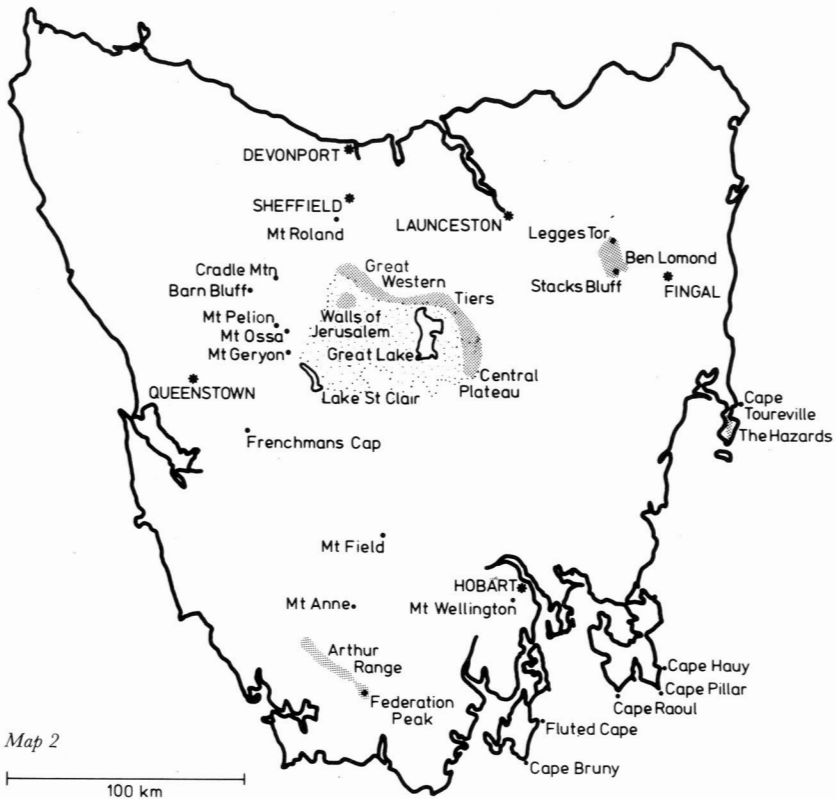 DEVONPORT
SHEFFIELD
Mt Roland
LAUNCESTON
Legges Tor
Ben Lomond
Stacks Bluff
FINGAL
Cradle Mtn
Barn Bluff
Great
Western
Tiers
Mt Pelion
Walls of
Jerusalem
Mt Ossa
Mt Geryon
Great Lake
QUEENSTOWN
Lake St Clair
Central
Plateau
Cape
Toureville
The Hazards
Frenchmans Cap
Mt Field
HOBART
Mt Anne
Mt Wellington
Arthur
Range
Federation
Peak
Cape Hauy
Cape Pillar
Cape Raoul
Fluted Cape
Cape Bruny
Map 2
100 km